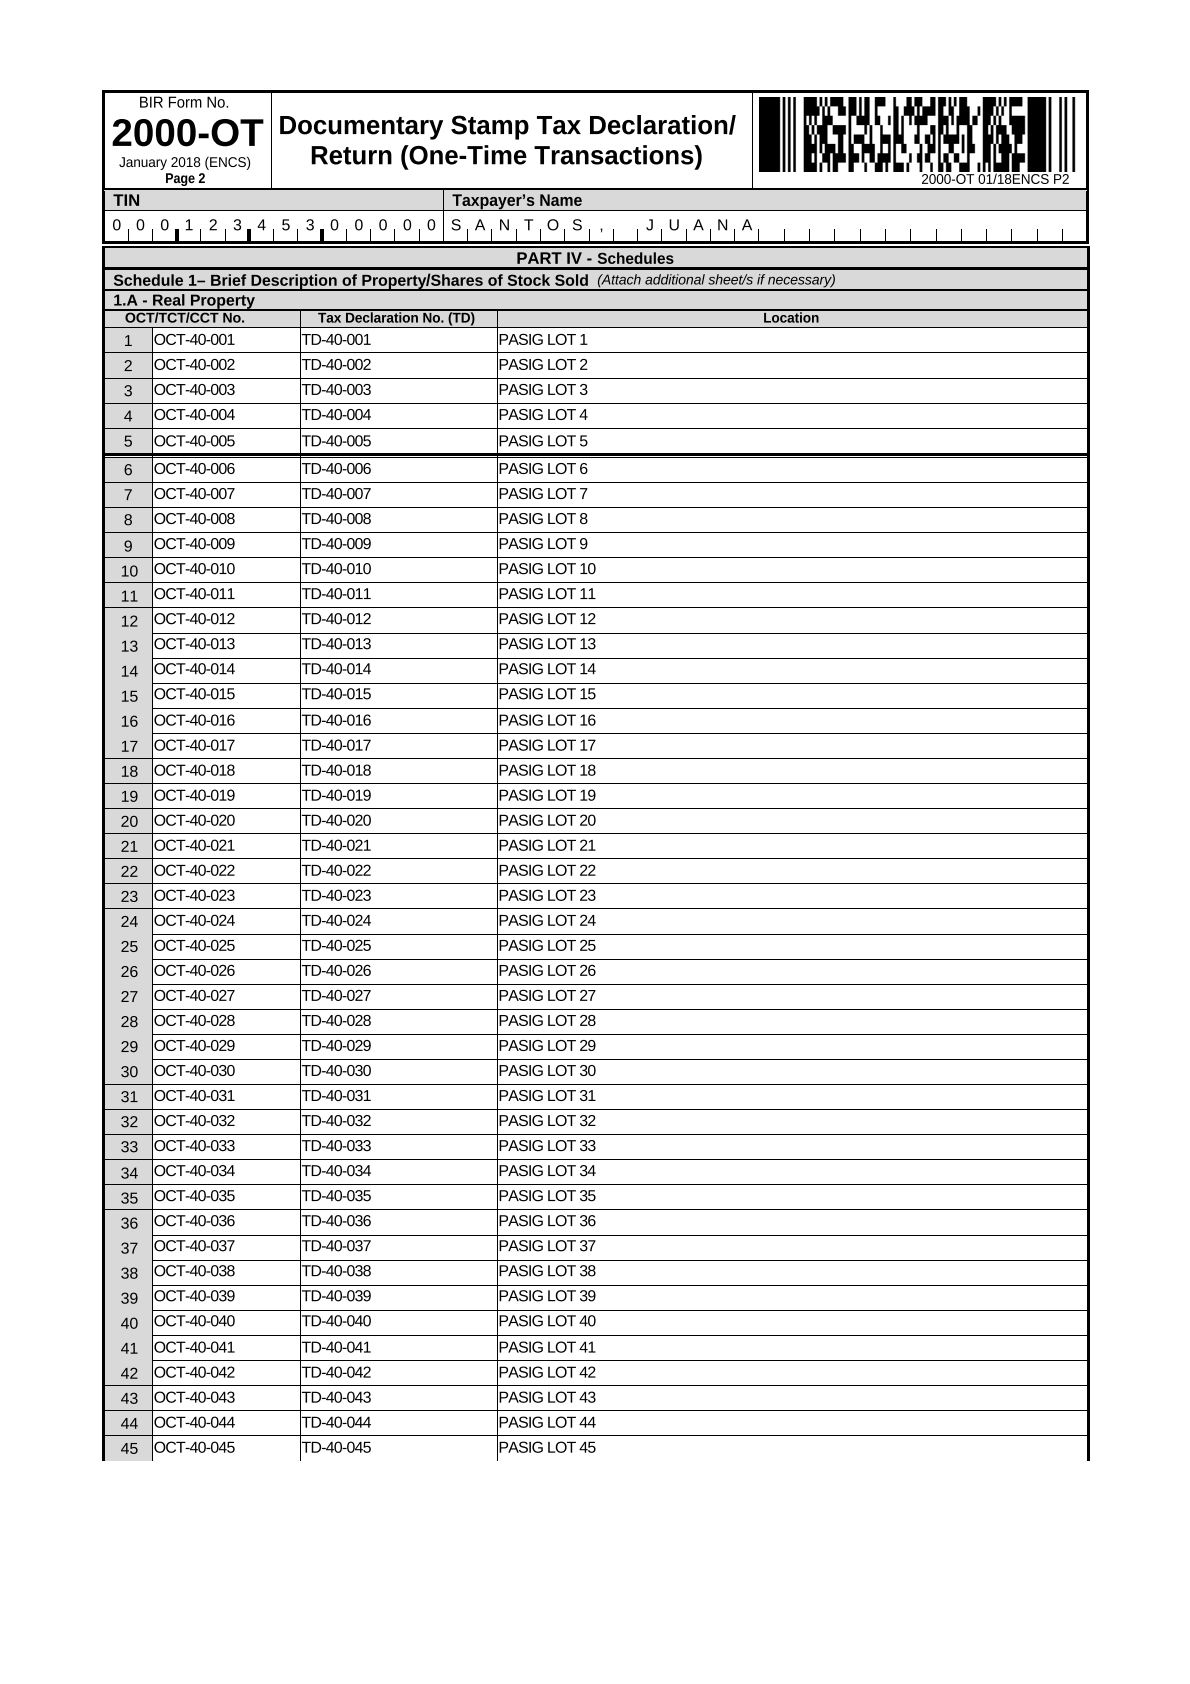 BIR Form No.
2000-OT
January 2018 (ENCS)
Page 2
Documentary Stamp Tax Declaration/
Return (One-Time Transactions)
2000-OT 01/18ENCS P2
TIN Taxpayer's Name
0 0 0 1 2 3 4 5 3 0 0 0 0 0 S A N T O S , J U A N A
PART IV - Schedules
Schedule 1– Brief Description of Property/Shares of Stock Sold (Attach additional sheet/s if necessary)
1.A - Real Property
OCT/TCT/CCT No. Tax Declaration No. (TD) Location
1 OCT-40-001 TD-40-001 PASIG LOT 1
2 OCT-40-002 TD-40-002 PASIG LOT 2
3 OCT-40-003 TD-40-003 PASIG LOT 3
4 OCT-40-004 TD-40-004 PASIG LOT 4
5 OCT-40-005 TD-40-005 PASIG LOT 5
6 OCT-40-006 TD-40-006 PASIG LOT 6
7 OCT-40-007 TD-40-007 PASIG LOT 7
8 OCT-40-008 TD-40-008 PASIG LOT 8
9 OCT-40-009 TD-40-009 PASIG LOT 9
10 OCT-40-010 TD-40-010 PASIG LOT 10
11 OCT-40-011 TD-40-011 PASIG LOT 11
12 OCT-40-012 TD-40-012 PASIG LOT 12
13 OCT-40-013 TD-40-013 PASIG LOT 13
14 OCT-40-014 TD-40-014 PASIG LOT 14
15 OCT-40-015 TD-40-015 PASIG LOT 15
16 OCT-40-016 TD-40-016 PASIG LOT 16
17 OCT-40-017 TD-40-017 PASIG LOT 17
18 OCT-40-018 TD-40-018 PASIG LOT 18
19 OCT-40-019 TD-40-019 PASIG LOT 19
20 OCT-40-020 TD-40-020 PASIG LOT 20
21 OCT-40-021 TD-40-021 PASIG LOT 21
22 OCT-40-022 TD-40-022 PASIG LOT 22
23 OCT-40-023 TD-40-023 PASIG LOT 23
24 OCT-40-024 TD-40-024 PASIG LOT 24
25 OCT-40-025 TD-40-025 PASIG LOT 25
26 OCT-40-026 TD-40-026 PASIG LOT 26
27 OCT-40-027 TD-40-027 PASIG LOT 27
28 OCT-40-028 TD-40-028 PASIG LOT 28
29 OCT-40-029 TD-40-029 PASIG LOT 29
30 OCT-40-030 TD-40-030 PASIG LOT 30
31 OCT-40-031 TD-40-031 PASIG LOT 31
32 OCT-40-032 TD-40-032 PASIG LOT 32
33 OCT-40-033 TD-40-033 PASIG LOT 33
34 OCT-40-034 TD-40-034 PASIG LOT 34
35 OCT-40-035 TD-40-035 PASIG LOT 35
36 OCT-40-036 TD-40-036 PASIG LOT 36
37 OCT-40-037 TD-40-037 PASIG LOT 37
38 OCT-40-038 TD-40-038 PASIG LOT 38
39 OCT-40-039 TD-40-039 PASIG LOT 39
40 OCT-40-040 TD-40-040 PASIG LOT 40
41 OCT-40-041 TD-40-041 PASIG LOT 41
42 OCT-40-042 TD-40-042 PASIG LOT 42
43 OCT-40-043 TD-40-043 PASIG LOT 43
44 OCT-40-044 TD-40-044 PASIG LOT 44
45 OCT-40-045 TD-40-045 PASIG LOT 45